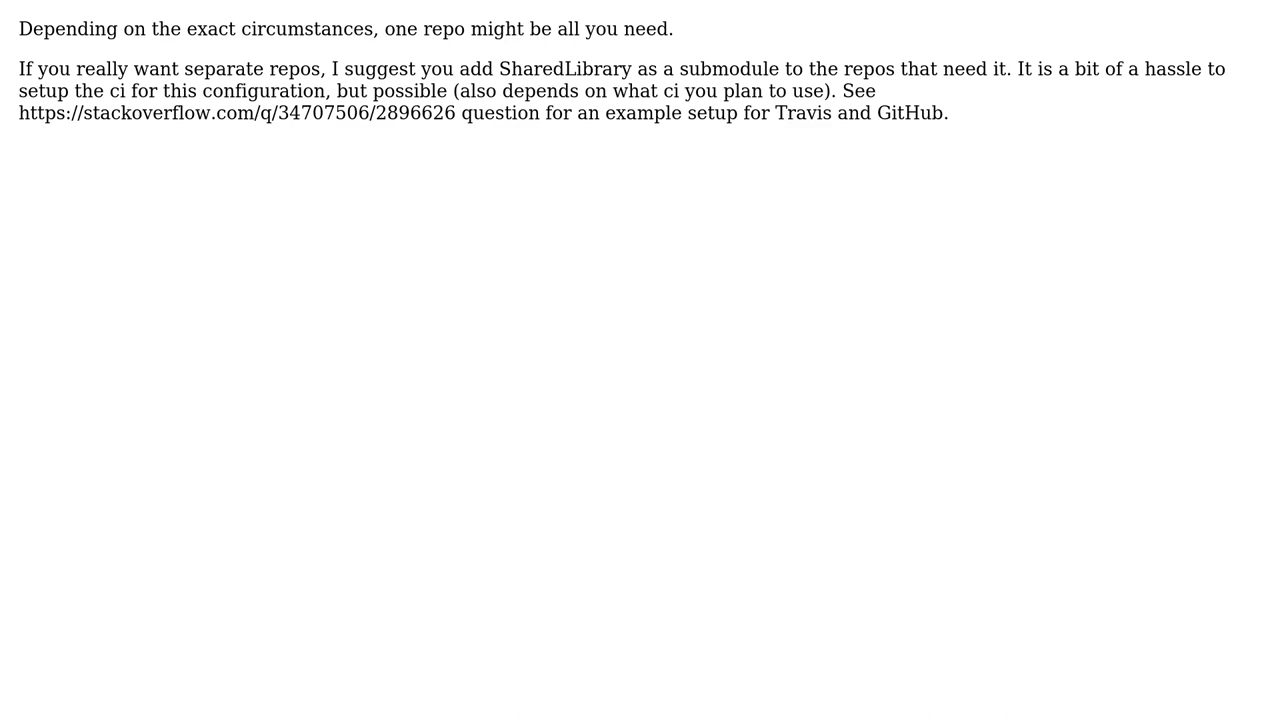 Depending on the exact circumstances, one repo might be all you need.
If you really want separate repos, I suggest you add SharedLibrary as a submodule to the repos that need it. It is a bit of a hassle to
setup the ci for this configuration, but possible (also depends on what ci you plan to use). See
https://stackoverflow.com/q/34707506/2896626 question for an example setup for Travis and GitHub.